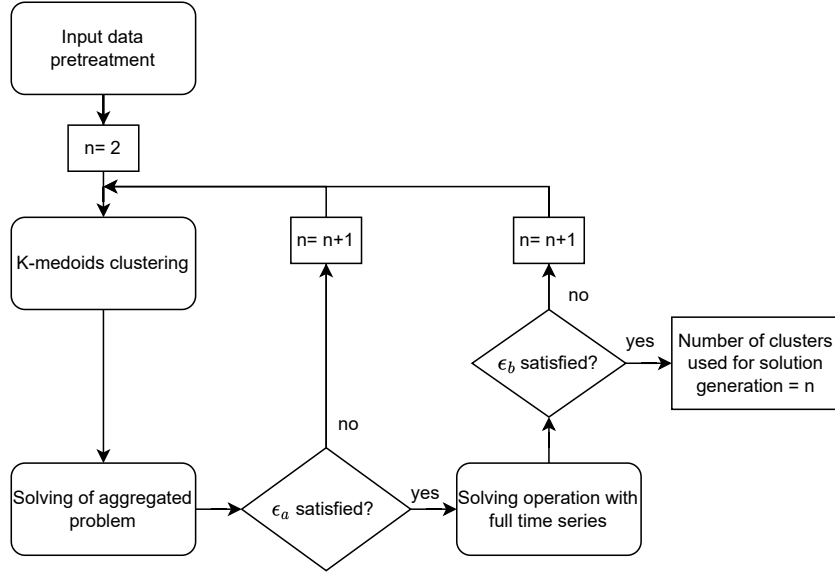 Input data
pretreatment
n= 2
K-medoids clustering
n= n+1
n= n+1
no
ϵb satisfied?
yes
Number of clusters
used for solution
generation = n
no
Solving of aggregated
problem
ϵa satisfied?
yes
Solving operation with
full time series